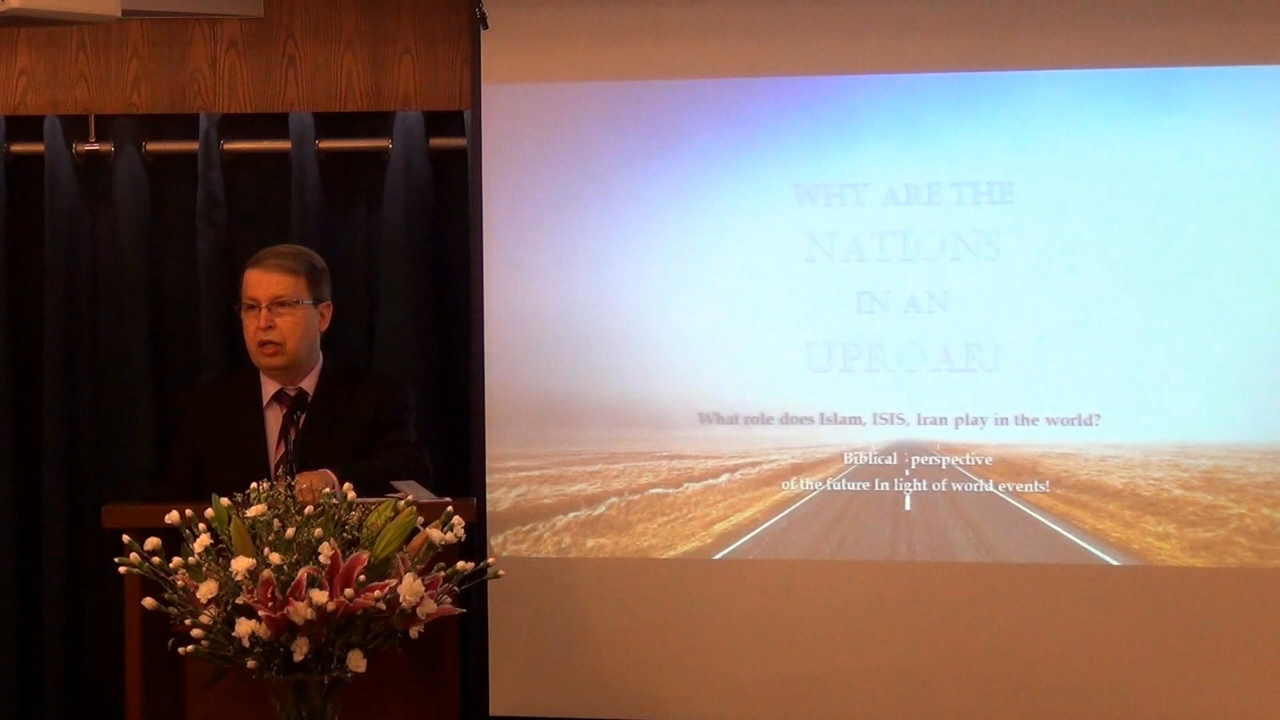 WHY ARE THE
NATIONS
IN AN
UPROAR?
What role does Islam, ISIS, Iran play in the world?
Biblical perspective
of the future In light of world events!